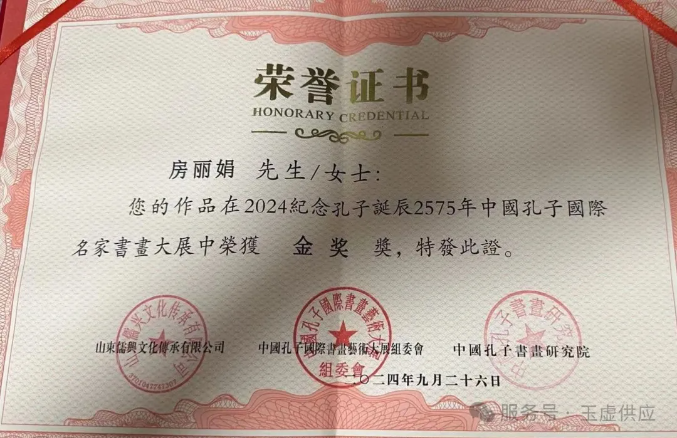 荣誉证书
HONORARY CREDENTIAL
房丽娟 先生/女士:
您的作品在2024紀念孔子誕辰2575年中國孔子國際
名家書畫大展中榮獲 金奖 獎，特發此證。
山東儒興文化传承有限公司 中國孔子國際書畫藝術大展組委會 中國孔子書畫研究院
組委會
二〇二四年九月二十六日
服务号·玉虚供应